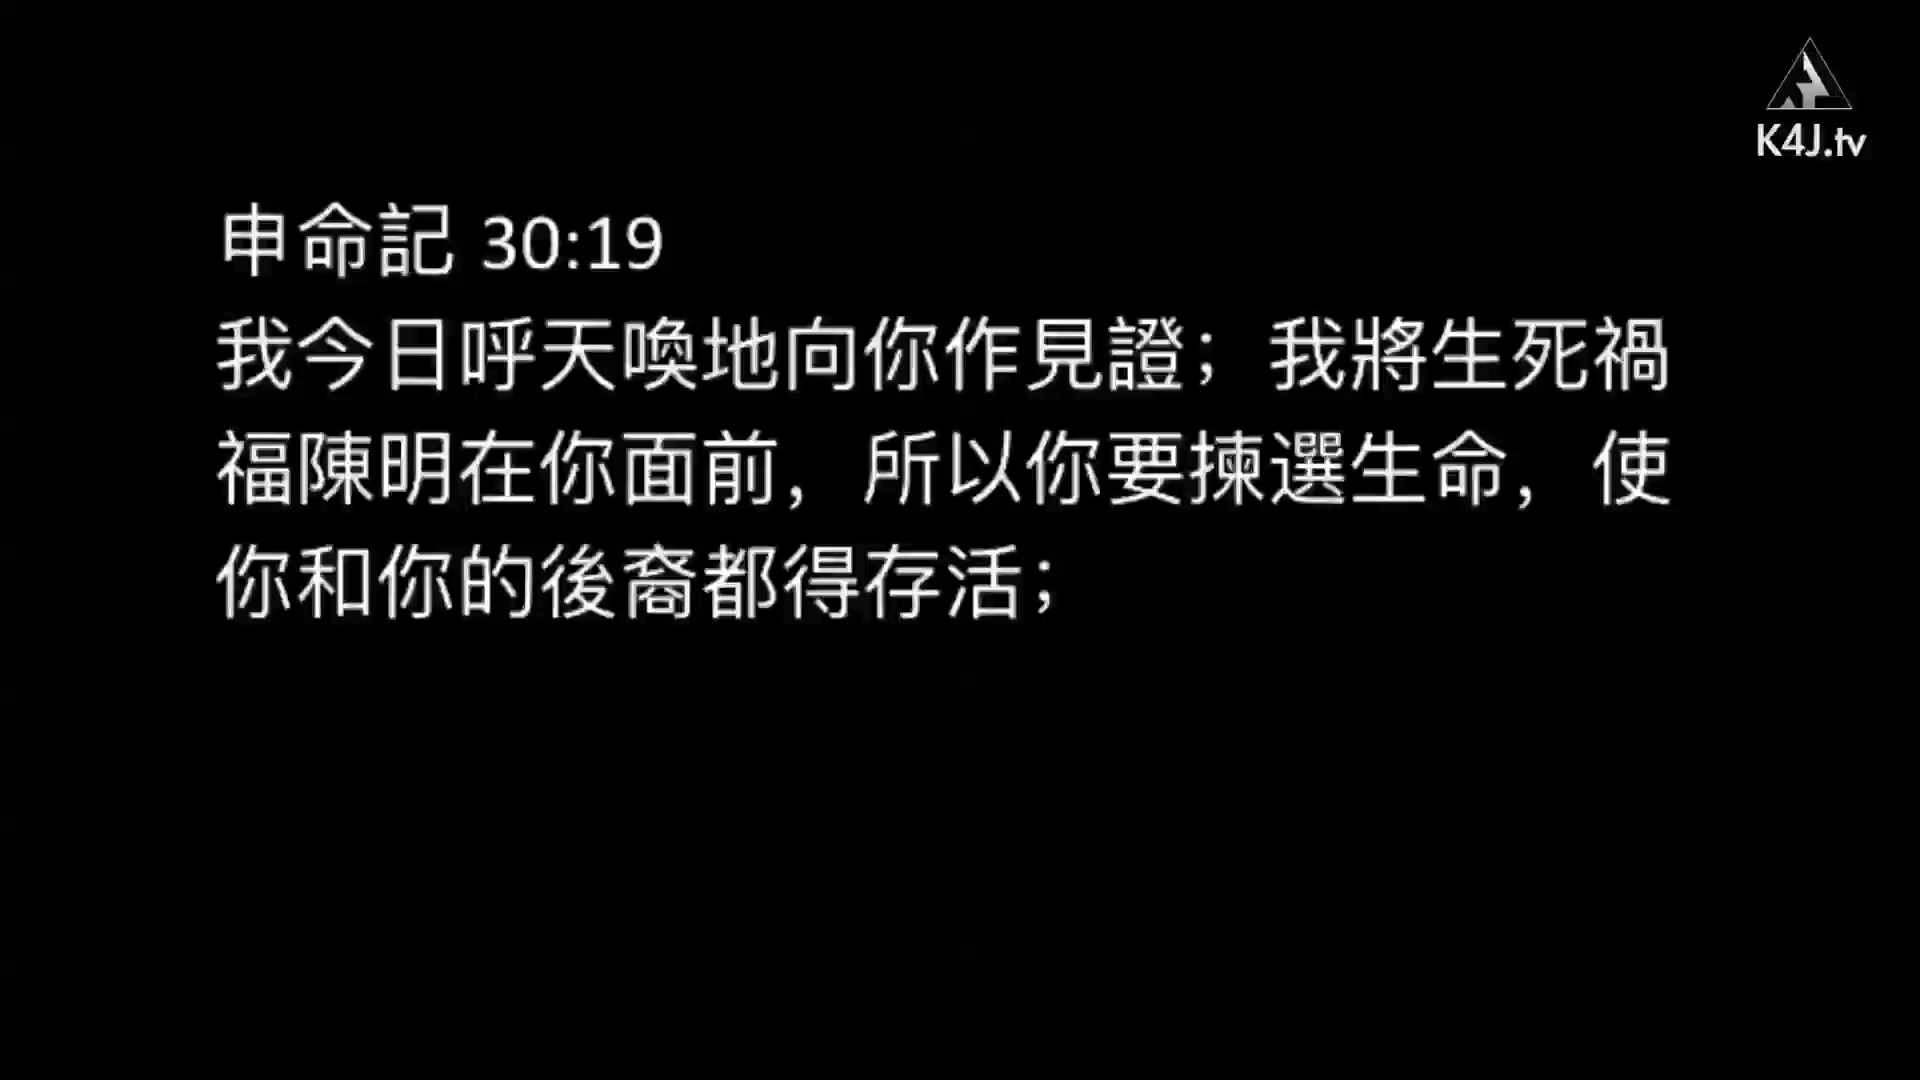 K4J.tv
申命記 30:19
我今日呼天喚地向你作見證；我將生死禍
福陳明在你面前，所以你要揀選生命，使
你和你的後裔都得存活；